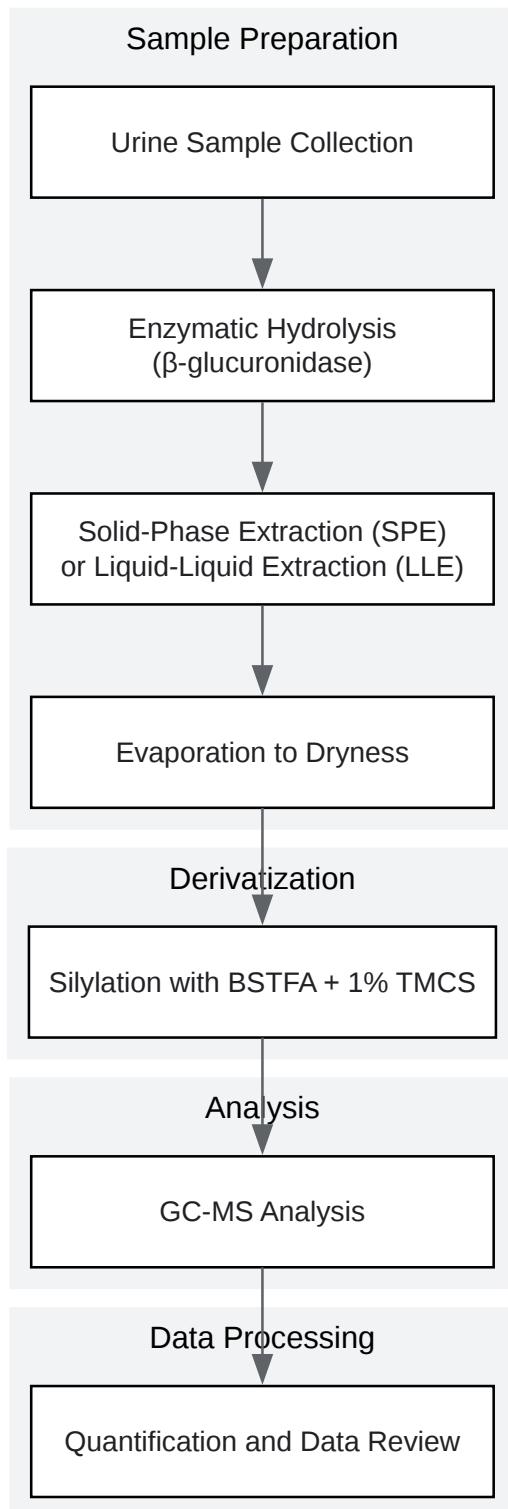 Sample Preparation
Urine Sample Collection
Enzymatic Hydrolysis
(β-glucuronidase)
Solid-Phase Extraction (SPE)
or Liquid-Liquid Extraction (LLE)
Evaporation to Dryness
Derivatization
Silylation with BSTFA + 1% TMCS
Analysis
GC-MS Analysis
Data Processing
Quantification and Data Review